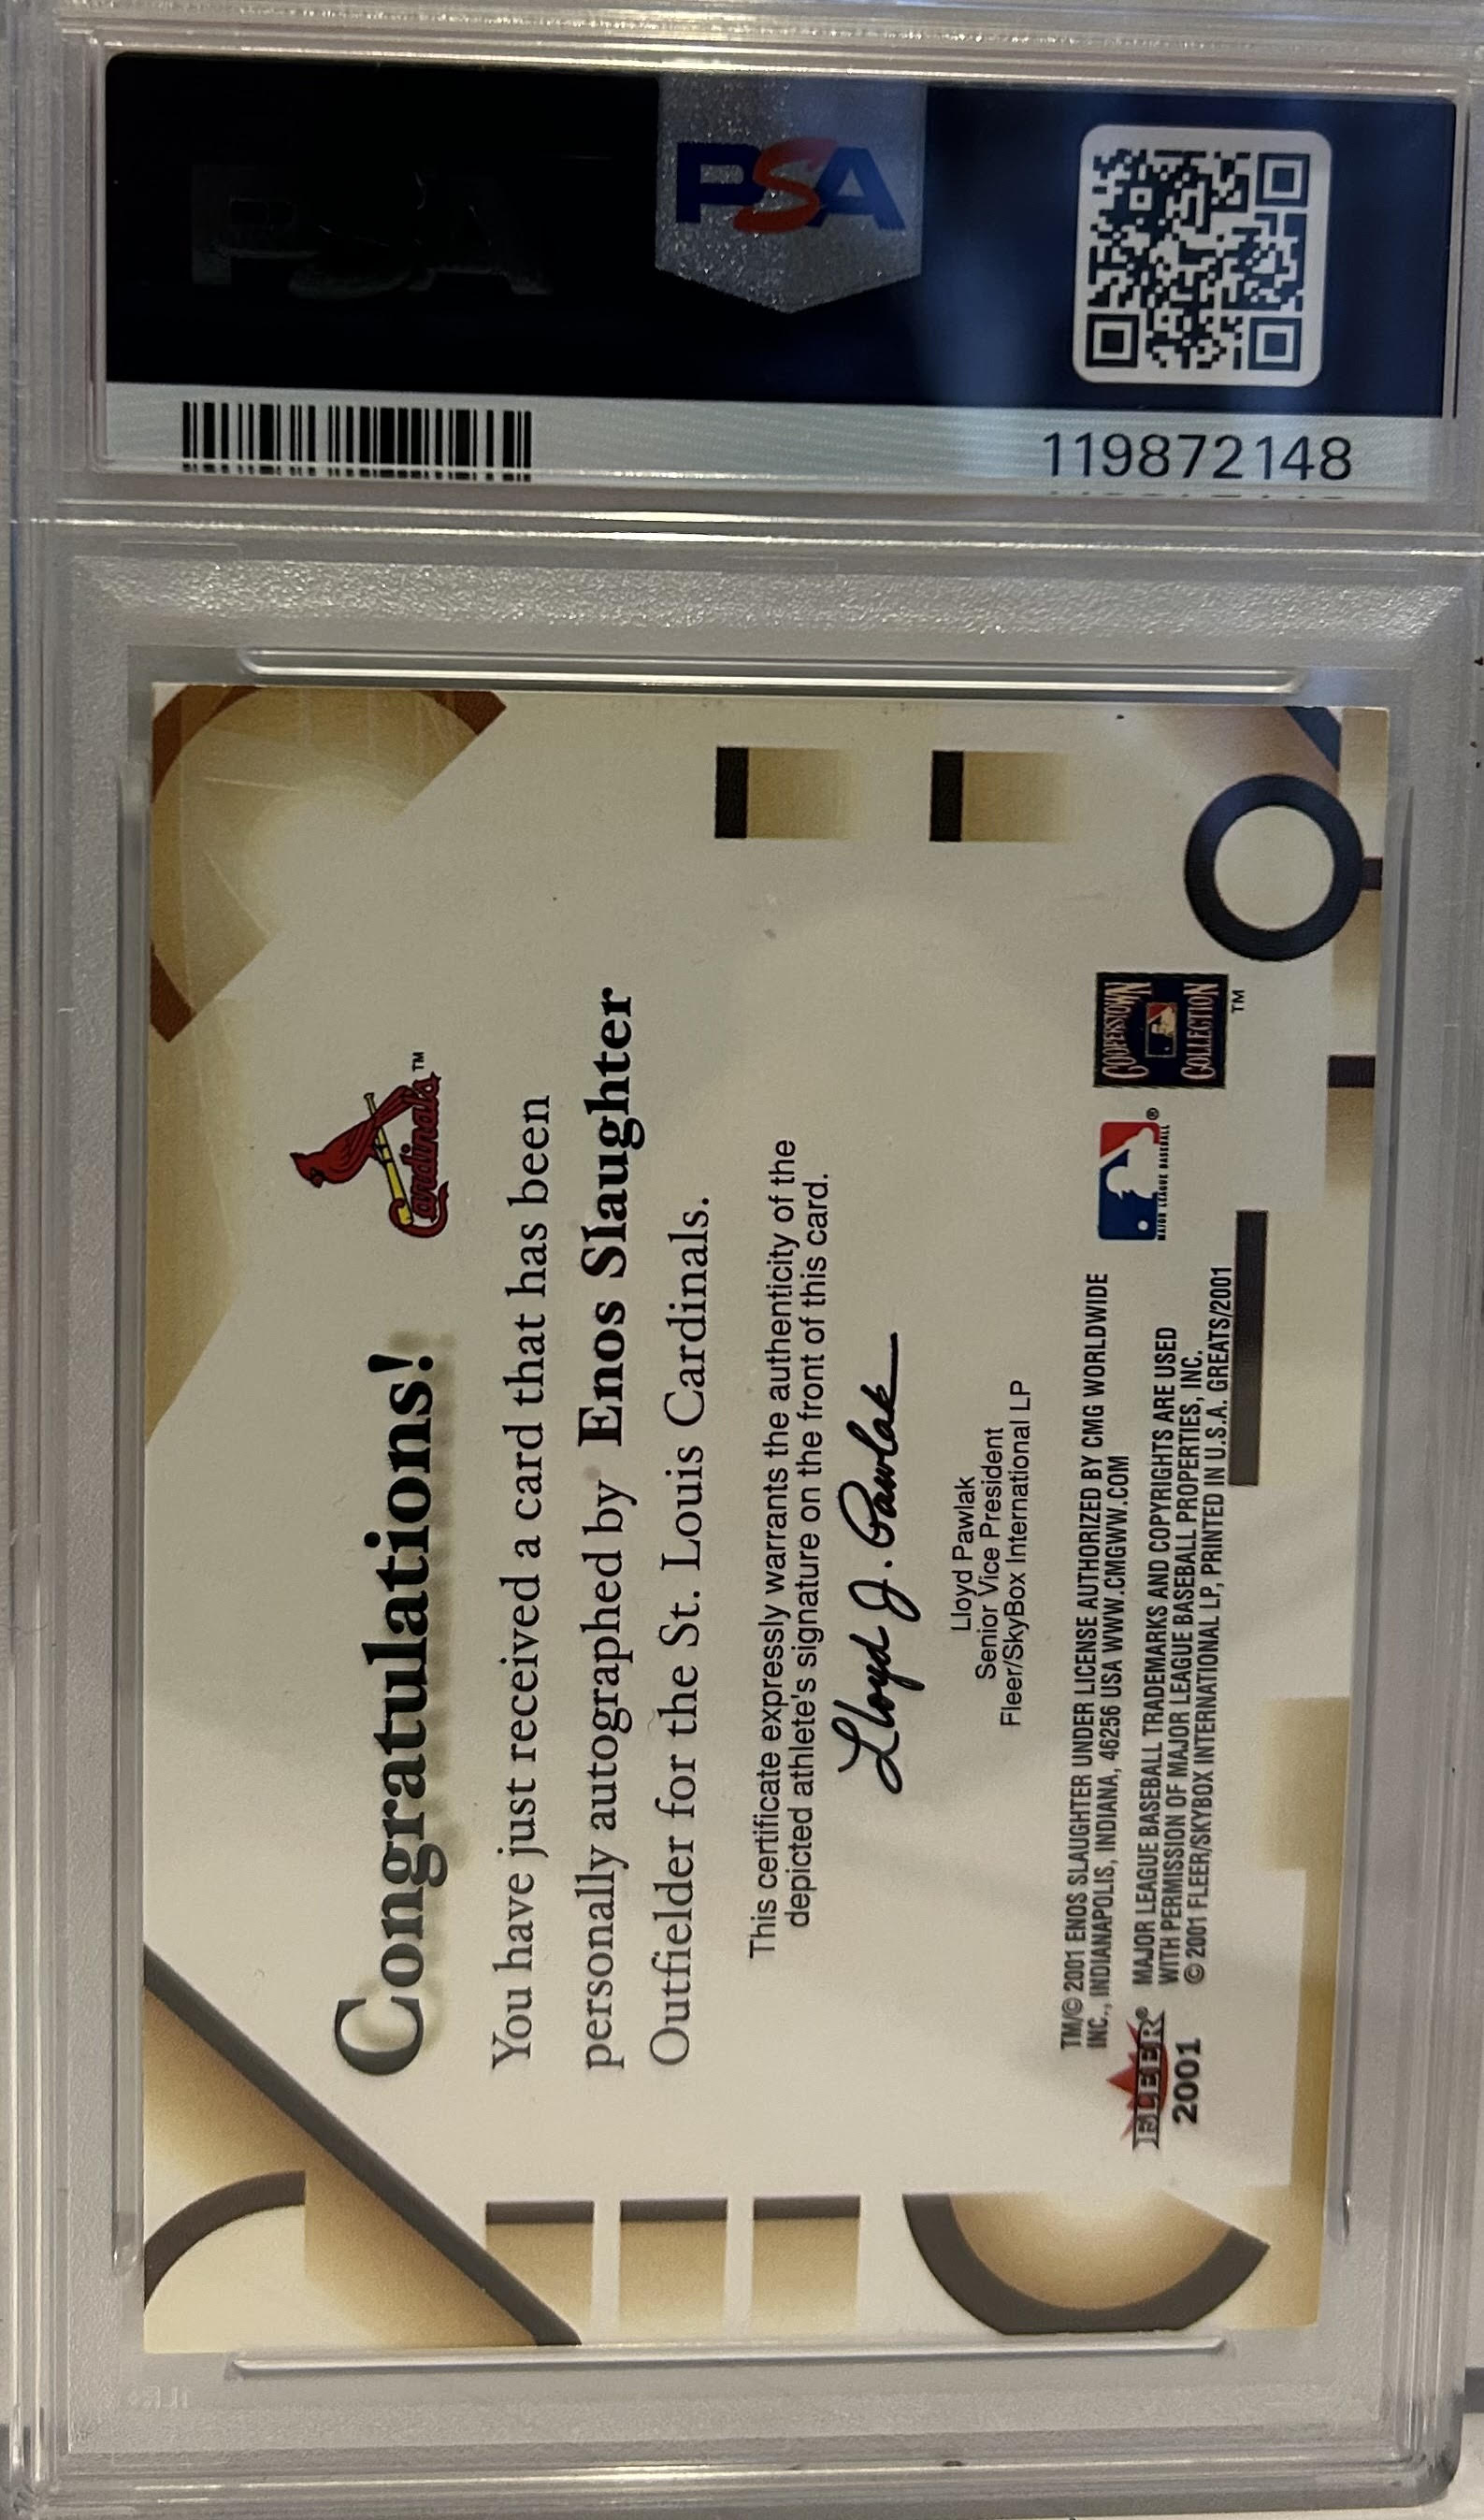 PSA
119872148
Cardinals™
Congratulations!
You have just received a card that has been
personally autographed by Enos Slaughter
Outfielder for the St. Louis Cardinals.
This certificate expressly warrants the authenticity of the
depicted athlete's signature on the front of this card.
Lloyd J. Pawlak
Lloyd Pawlak
Senior Vice President
Fleer/SkyBox International LP
TM/© 2001 ENOS SLAUGHTER UNDER LICENSE AUTHORIZED BY CMG WORLDWIDE
INC., INDIANAPOLIS, INDIANA, 46256 USA WWW.CMGWW.COM
MAJOR LEAGUE BASEBALL TRADEMARKS AND COPYRIGHTS ARE USED
WITH PERMISSION OF MAJOR LEAGUE BASEBALL PROPERTIES, INC.
© 2001 FLEER/SKYBOX INTERNATIONAL LP, PRINTED IN U.S.A. GREATS/2001
FLEER®
2001
MAJOR LEAGUE BASEBALL®
COOPERSTOWN
COLLECTION
TM
PSA